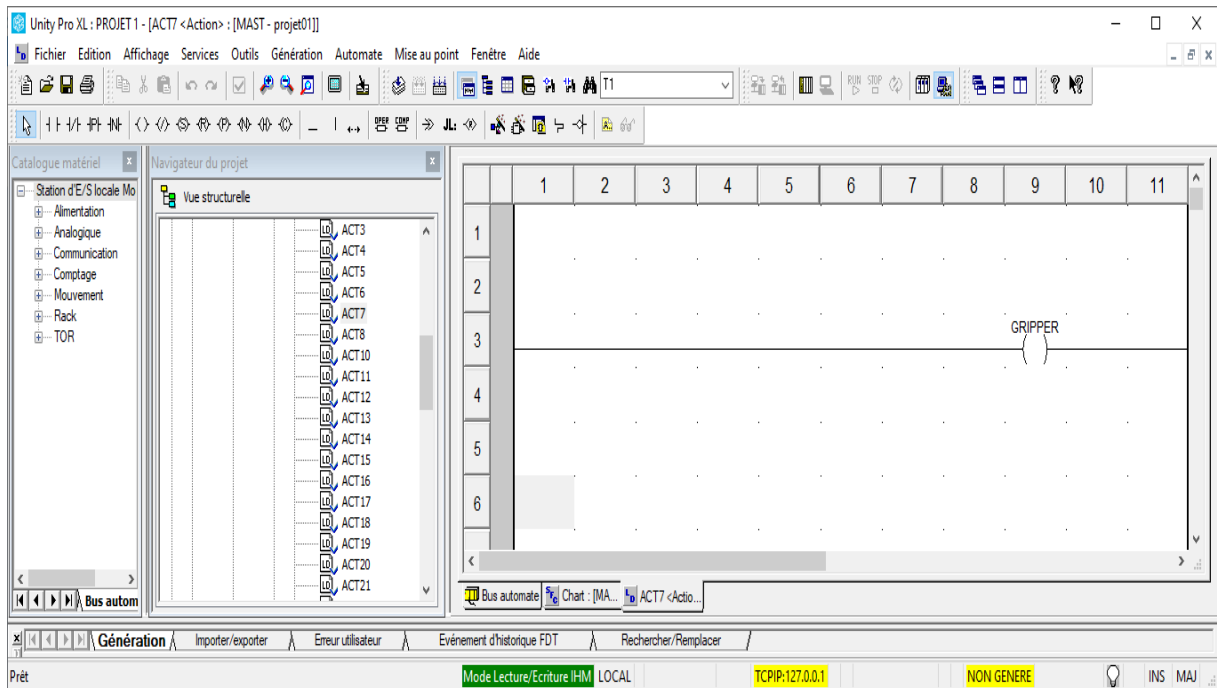 Unity Pro XL : PROJET 1 - [ACT7 <Action> : [MAST - projet01]]
Fichier Edition Affichage Services Outils Génération Automate Mise au point Fenêtre Aide
T1
RUN STOP
OPER COMP
Catalogue matériel
Station d'E/S locale Mo
Alimentation
Analogique
Communication
Comptage
Mouvement
Rack
TOR
Bus autom
Navigateur du projet
Vue structurelle
ACT3
ACT4
ACT5
ACT6
ACT7
ACT8
ACT10
ACT11
ACT12
ACT13
ACT14
ACT15
ACT16
ACT17
ACT18
ACT19
ACT20
ACT21
1 2 3 4 5 6 7 8 9 10 11
1
2
3
4
5
6
GRIPPER
Bus automate Chart : [MA... ACT7 <Actio...
Génération Importer/exporter Erreur utilisateur Evénement d'historique FDT Rechercher/Remplacer
Prêt Mode Lecture/Ecriture IHM LOCAL TCPIP:127.0.0.1 NON GENERE INS MAJ